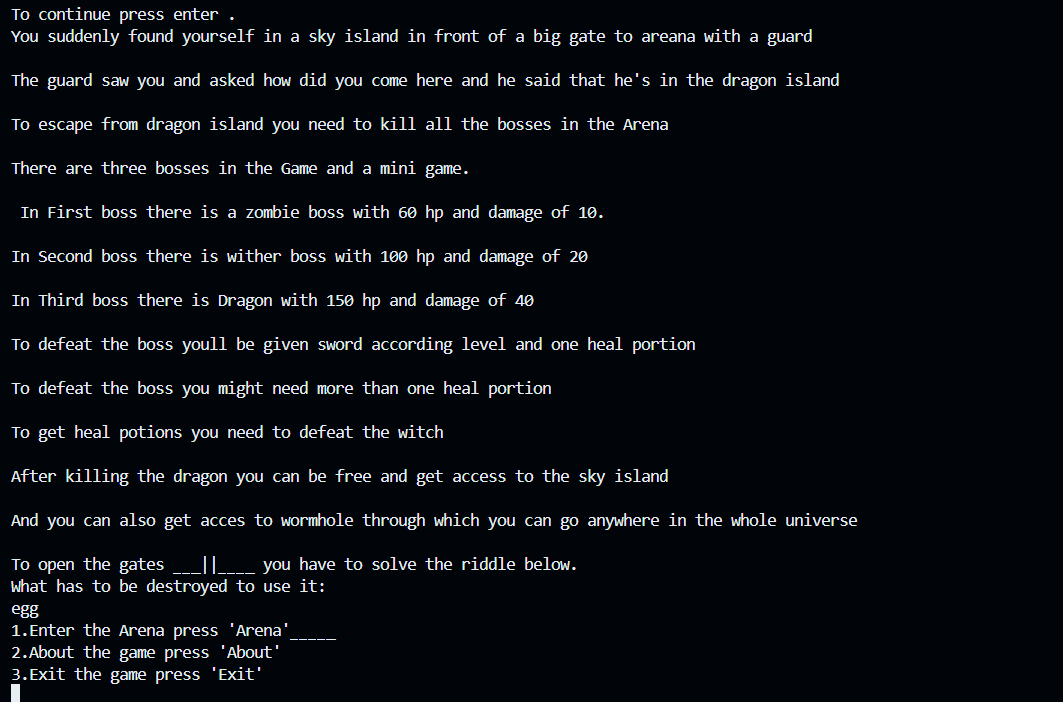 To continue press enter .
You suddenly found yourself in a sky island in front of a big gate to areana with a guard
The guard saw you and asked how did you come here and he said that he's in the dragon island
To escape from dragon island you need to kill all the bosses in the Arena
There are three bosses in the Game and a mini game.
In First boss there is a zombie boss with 60 hp and damage of 10.
In Second boss there is wither boss with 100 hp and damage of 20
In Third boss there is Dragon with 150 hp and damage of 40
To defeat the boss youll be given sword according level and one heal portion
To defeat the boss you might need more than one heal portion
To get heal potions you need to defeat the witch
After killing the dragon you can be free and get access to the sky island
And you can also get acces to wormhole through which you can go anywhere in the whole universe
To open the gates ___||____ you have to solve the riddle below.
What has to be destroyed to use it:
egg
1.Enter the Arena press 'Arena'_____
2.About the game press 'About'
3.Exit the game press 'Exit'